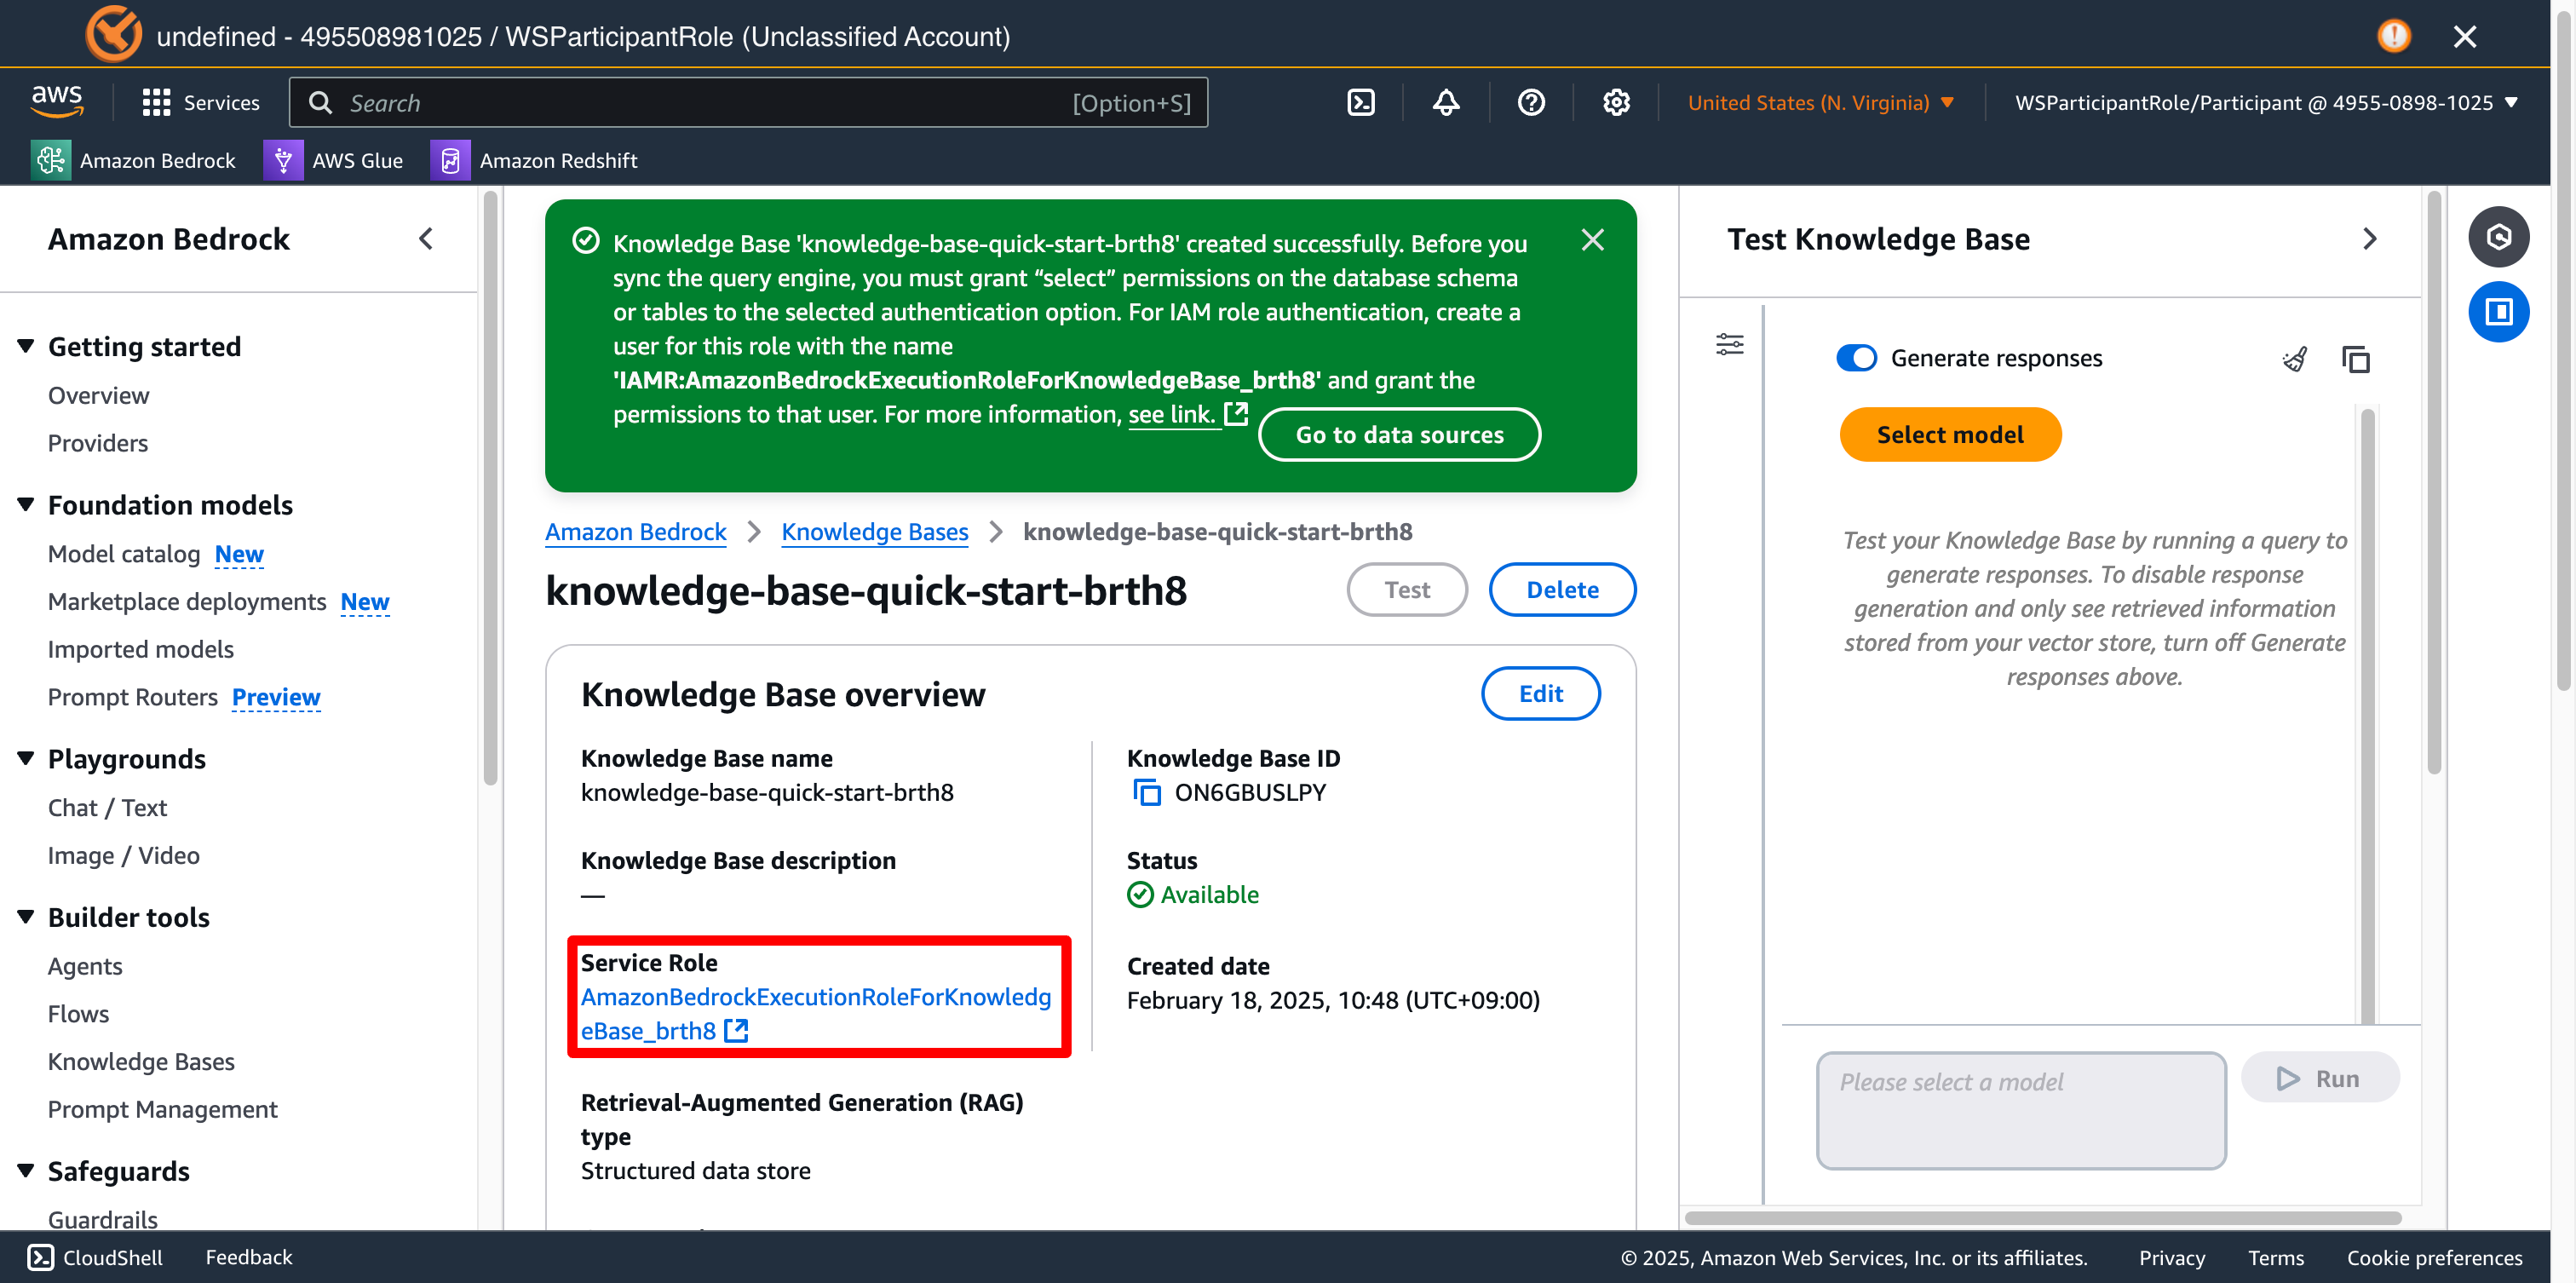 undefined - 495508981025 / WSParticipantRole (Unclassified Account)
aws
Services
Search
[Option+S]
United States (N. Virginia)
WSParticipantRole/Participant @ 4955-0898-1025
Amazon Bedrock
AWS Glue
Amazon Redshift
Amazon Bedrock
Getting started
Overview
Providers
Foundation models
Model catalog New
Marketplace deployments New
Imported models
Prompt Routers Preview
Playgrounds
Chat / Text
Image / Video
Builder tools
Agents
Flows
Knowledge Bases
Prompt Management
Safeguards
Guardrails
Knowledge Base 'knowledge-base-quick-start-brth8' created successfully. Before you
sync the query engine, you must grant “select” permissions on the database schema
or tables to the selected authentication option. For IAM role authentication, create a
user for this role with the name
'IAMR:AmazonBedrockExecutionRoleForKnowledgeBase_brth8' and grant the
permissions to that user. For more information, see link.
Go to data sources
Amazon Bedrock
Knowledge Bases
knowledge-base-quick-start-brth8
knowledge-base-quick-start-brth8
Test
Delete
Knowledge Base overview
Edit
Knowledge Base name
knowledge-base-quick-start-brth8
Knowledge Base description
—
Service Role
AmazonBedrockExecutionRoleForKnowledg
eBase_brth8
Retrieval-Augmented Generation (RAG)
type
Structured data store
Knowledge Base ID
ON6GBUSLPY
Status
Available
Created date
February 18, 2025, 10:48 (UTC+09:00)
Test Knowledge Base
Generate responses
Select model
Test your Knowledge Base by running a query to
generate responses. To disable response
generation and only see retrieved information
stored from your vector store, turn off Generate
responses above.
Please select a model
Run
CloudShell
Feedback
© 2025, Amazon Web Services, Inc. or its affiliates.
Privacy
Terms
Cookie preferences